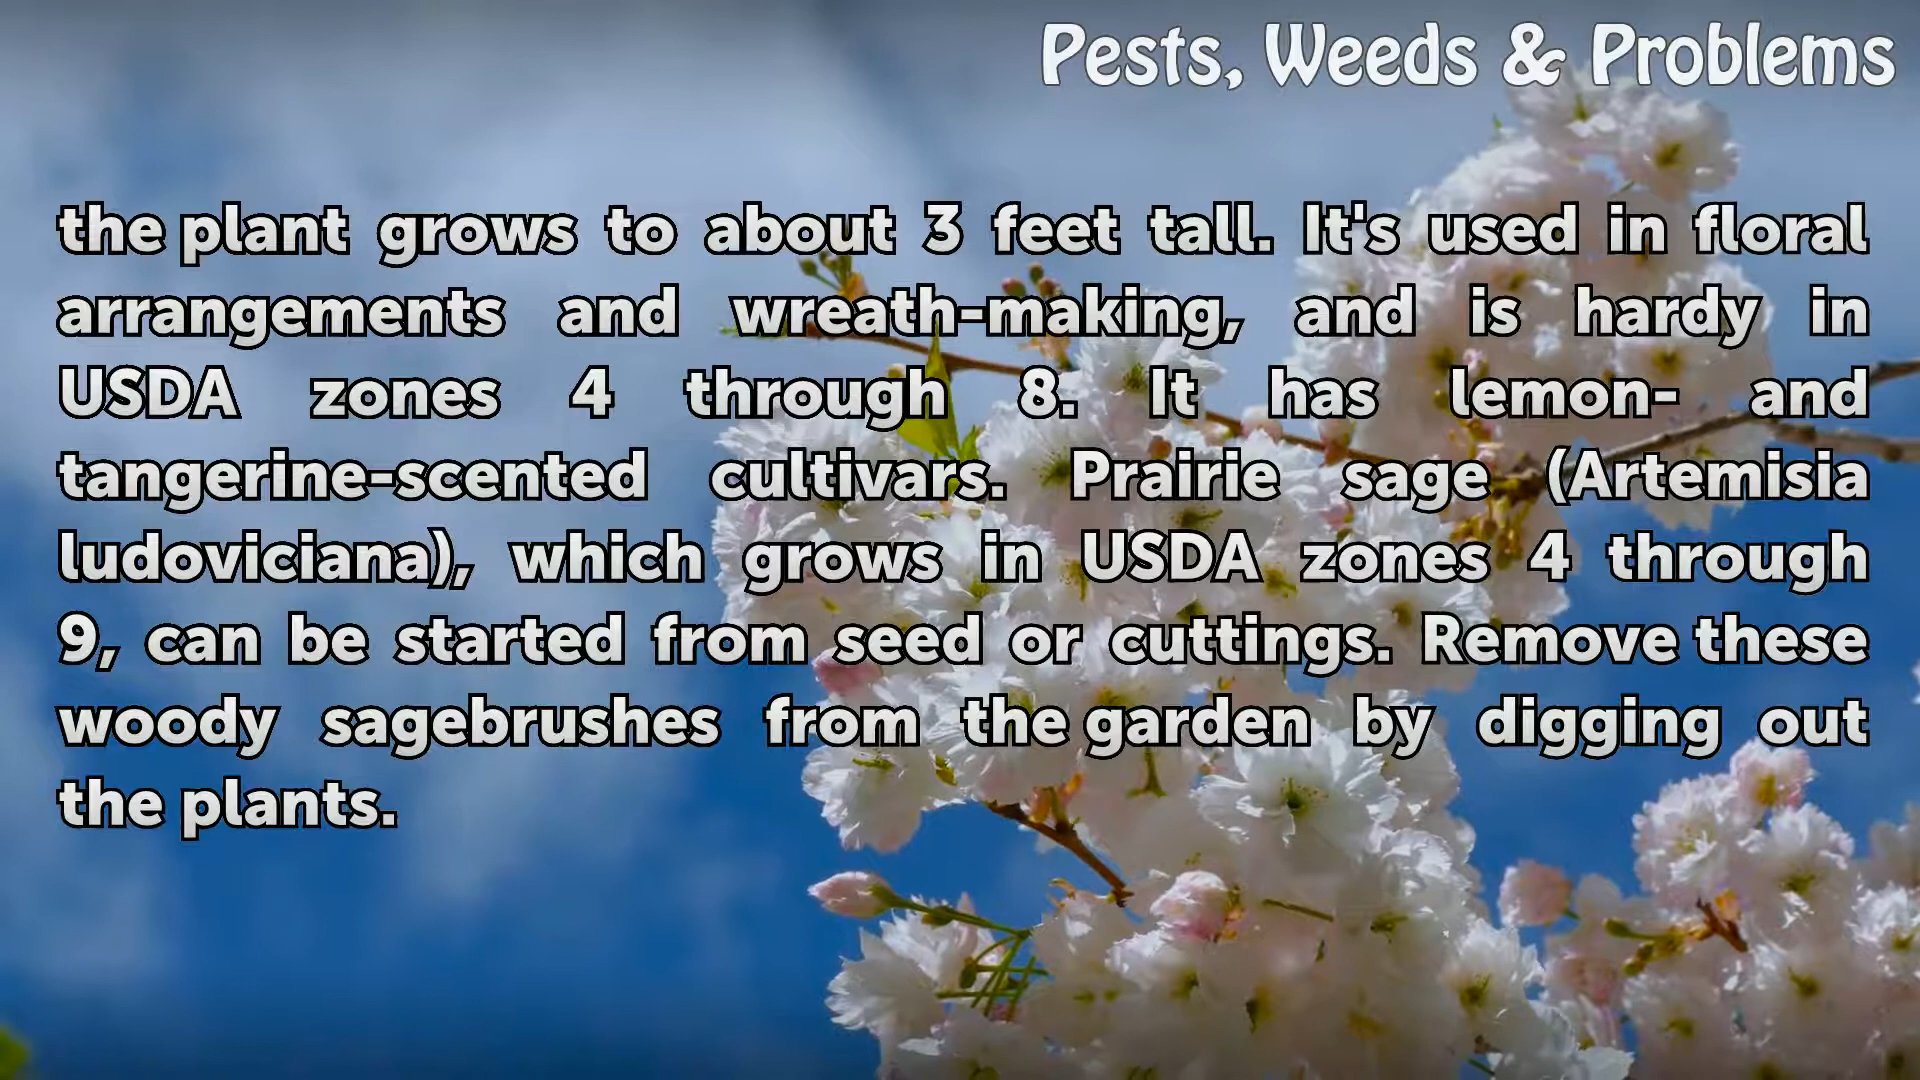 Pests, Weeds & Problems
the plant grows to about 3 feet tall. It's used in floral
arrangements and wreath-making, and is hardy in
USDA zones 4 through 8. It has lemon- and
tangerine-scented cultivars. Prairie sage (Artemisia
ludoviciana), which grows in USDA zones 4 through
9, can be started from seed or cuttings. Remove these
woody sagebrushes from the garden by digging out
the plants.